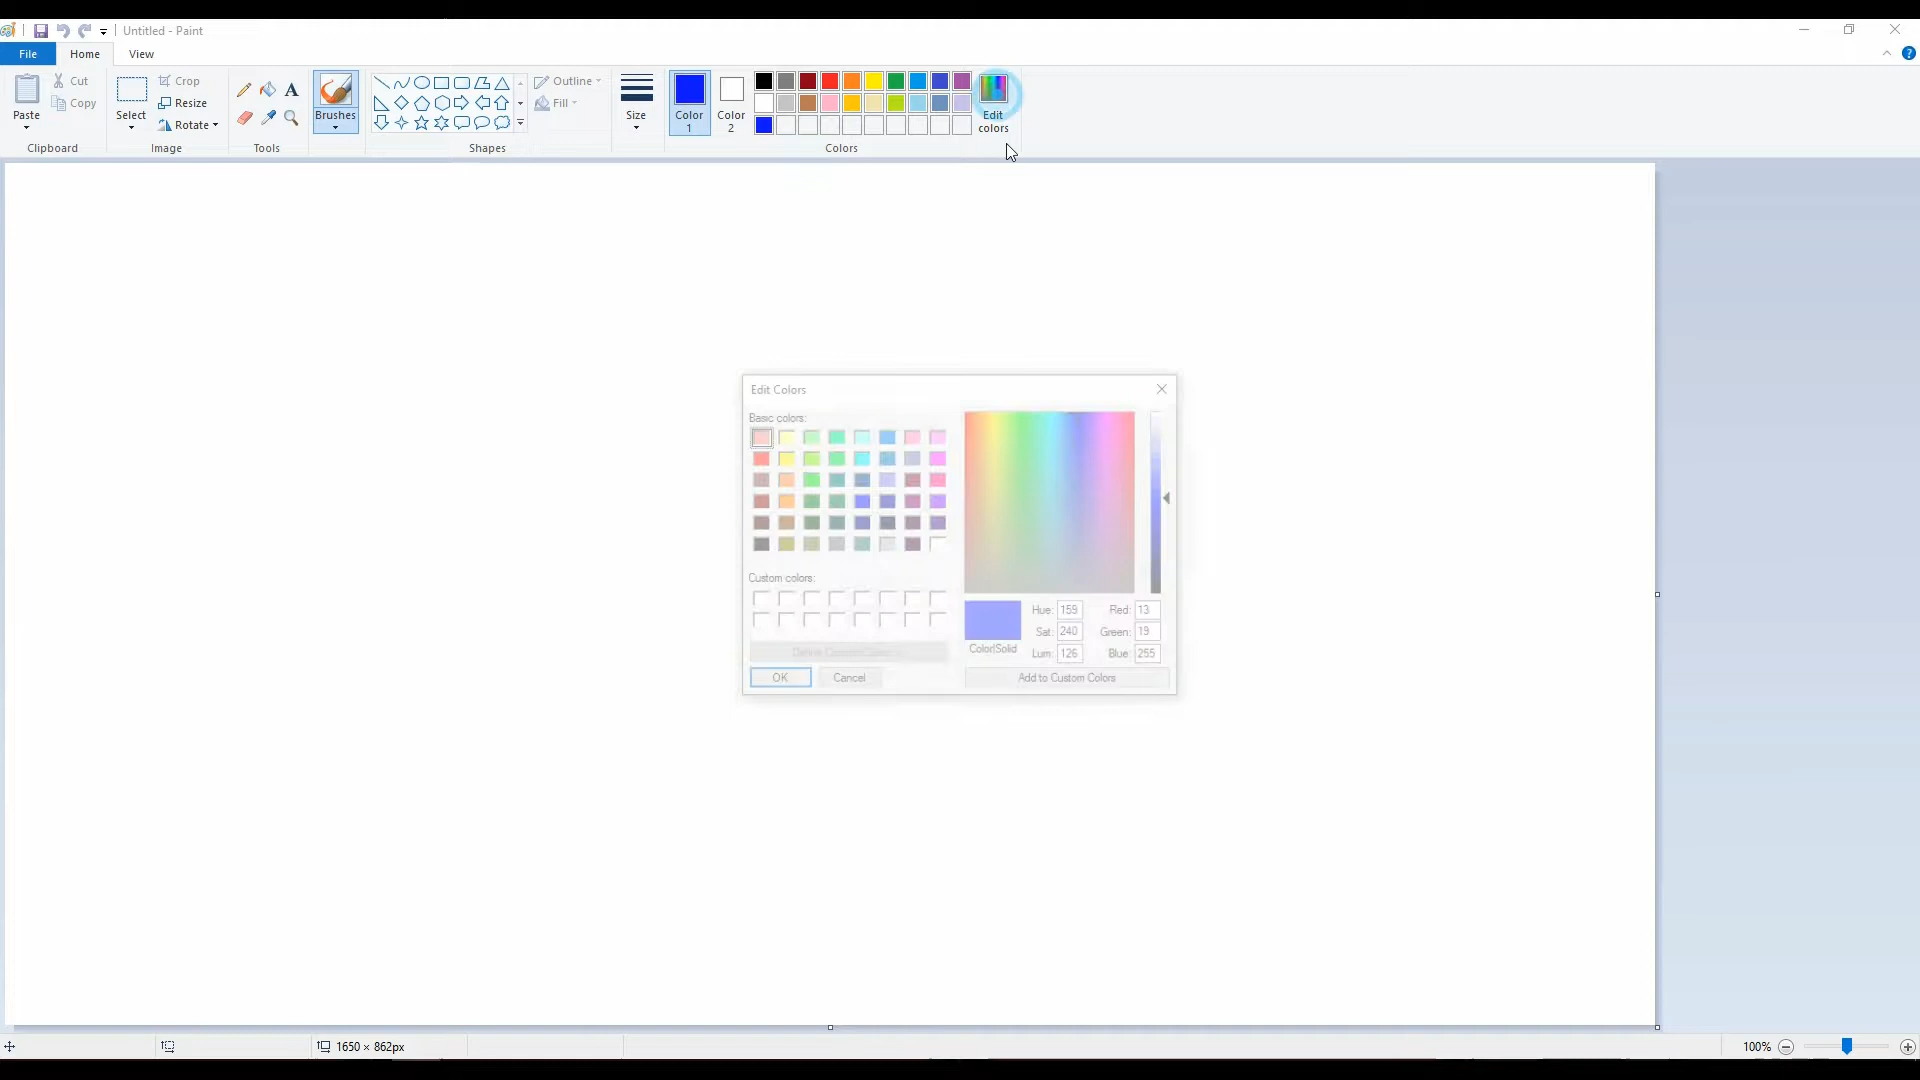 Untitled - Paint
File Home View
Paste
Cut
Copy
Clipboard
Select
Crop
Resize
Rotate
Image
A
Tools
Brushes
Shapes
Outline
Fill
Size
Color 1
Color 2
Edit colors
Colors
Edit Colors
Basic colors:
Custom colors:
OK Cancel
Color|Solid
Hue: 159 Red: 13
Sat: 240 Green: 19
Lum: 126 Blue: 255
Add to Custom Colors
1650 × 862px
100%